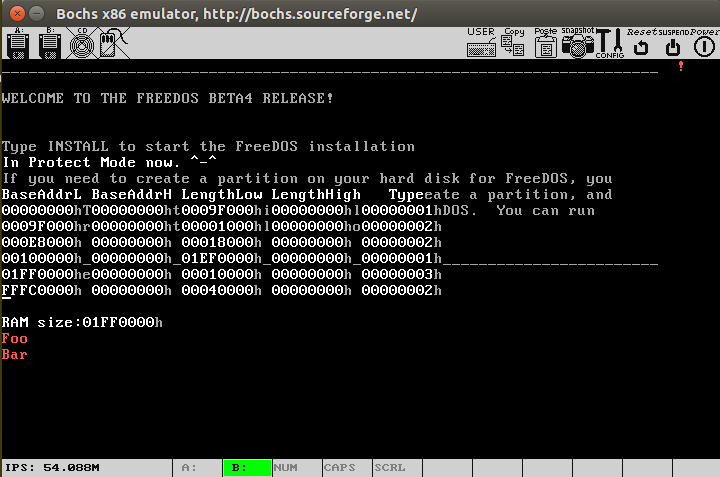 Bochs x86 emulator, http://bochs.sourceforge.net/
A: B: CD USER Copy Paste snapshot CONFIG Reset SUSPEND Power
_________________________________________________________________________ !
WELCOME TO THE FREEDOS BETA4 RELEASE!
Type INSTALL to start the FreeDOS installation
In Protect Mode now. ^-^
If you need to create a partition on your hard disk for FreeDOS, you
BaseAddrL BaseAddrH LengthLow LengthHigh   Typeeate a partition, and
00000000hT00000000ht0009F000hi00000000hl00000001hDOS.  You can run
0009F000hr00000000ht00001000hl00000000ho00000002h
000E8000h 00000000h 00018000h 00000000h 00000002h
00100000h_00000000h_01EF0000h_00000000h_00000001h________________________
01FF0000he00000000h 00010000h 00000000h 00000003h
FFFC0000h 00000000h 00040000h 00000000h 00000002h
RAM size:01FF0000h
Foo
Bar
IPS: 54.088M A: B: NUM CAPS SCRL